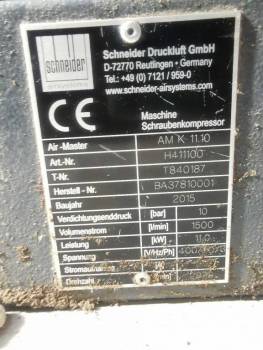 schneider
airsystems
Schneider Druckluft GmbH
D-72770 Reutlingen • Germany
Tel.: +49 (0) 7121 / 959-0
www.schneider-airsystems.com
CE
Maschine
Schraubenkompressor
Air-Master AM K 11.10
Art.-Nr. H411100
T-Nr. T840187
Herstell - Nr. BA37810001
Baujahr 2015
Verdichtungsenddruck [bar] 10
Volumenstrom [l/min] 1500
Leistung [kW] 11,0
Spannung [V/Hz/Ph]
Stromaufnahme
Drehzahl